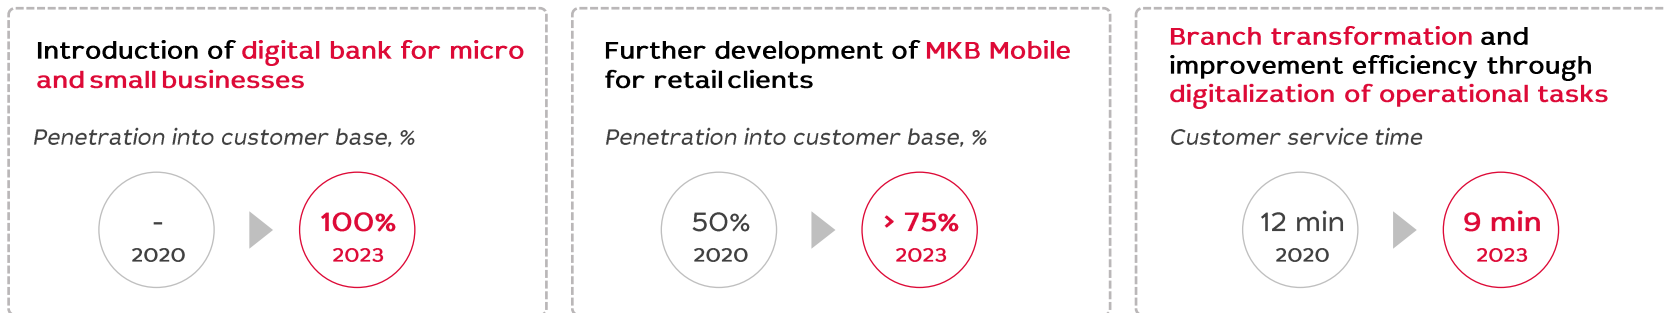 Introduction of digital bank for micro
and small businesses
Penetration into customer base, %
-
2020
100%
2023
Further development of MKB Mobile
for retail clients
Penetration into customer base, %
50%
2020
> 75%
2023
Branch transformation and
improvement efficiency through
digitalization of operational tasks
Customer service time
12 min
2020
9 min
2023